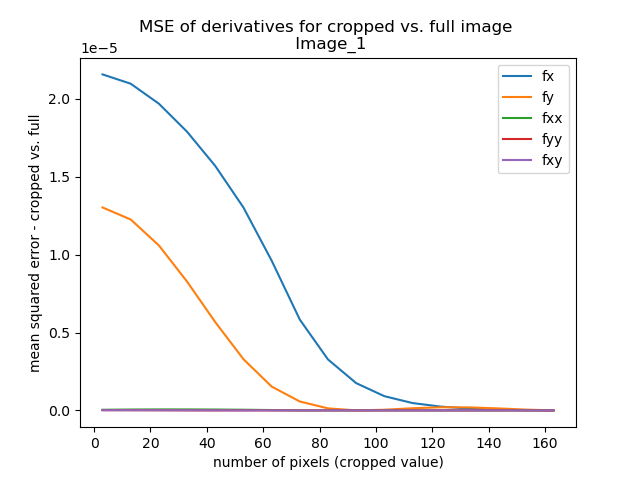 MSE of derivatives for cropped vs. full image
Image_1
1e−5
fx
fy
fxx
fyy
fxy
2.0
1.5
1.0
0.5
0.0
mean squared error - cropped vs. full
0 20 40 60 80 100 120 140 160
number of pixels (cropped value)